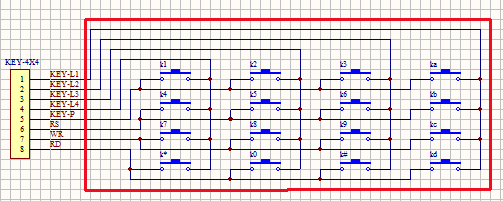 KEY-4X4
1 KEY-L1
2 KEY-L2
3 KEY-L3
4 KEY-L4
5 KEY-P
6 RS
7 WR
8 RD
k1 k2 k3 ka
k4 k5 k6 kb
k7 k8 k9 kc
k* k0 k# kd